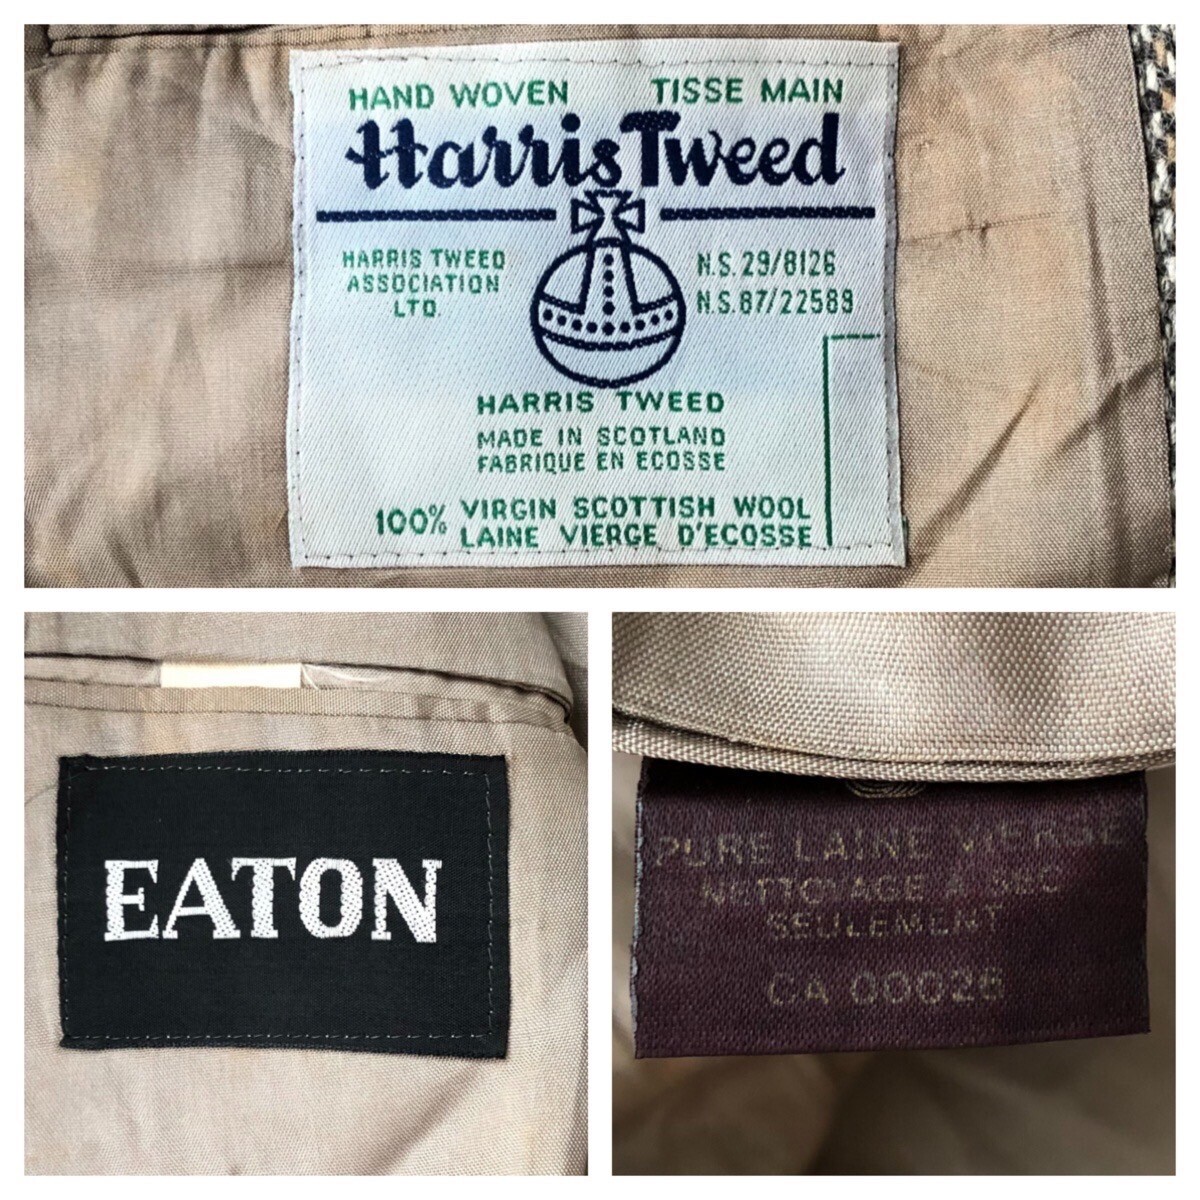 HAND WOVEN TISSE MAIN
Harris Tweed
HARRIS TWEED
ASSOCIATION
LTD.
N.S. 29/8126
N.S. 87/22589
HARRIS TWEED
MADE IN SCOTLAND
FABRIQUE EN ECOSSE
100% VIRGIN SCOTTISH WOOL
LAINE VIERGE D'ECOSSE
EATON
PURE LAINE VIERGE
NETTOYAGE A SEC
SEULEMENT
CA 00026